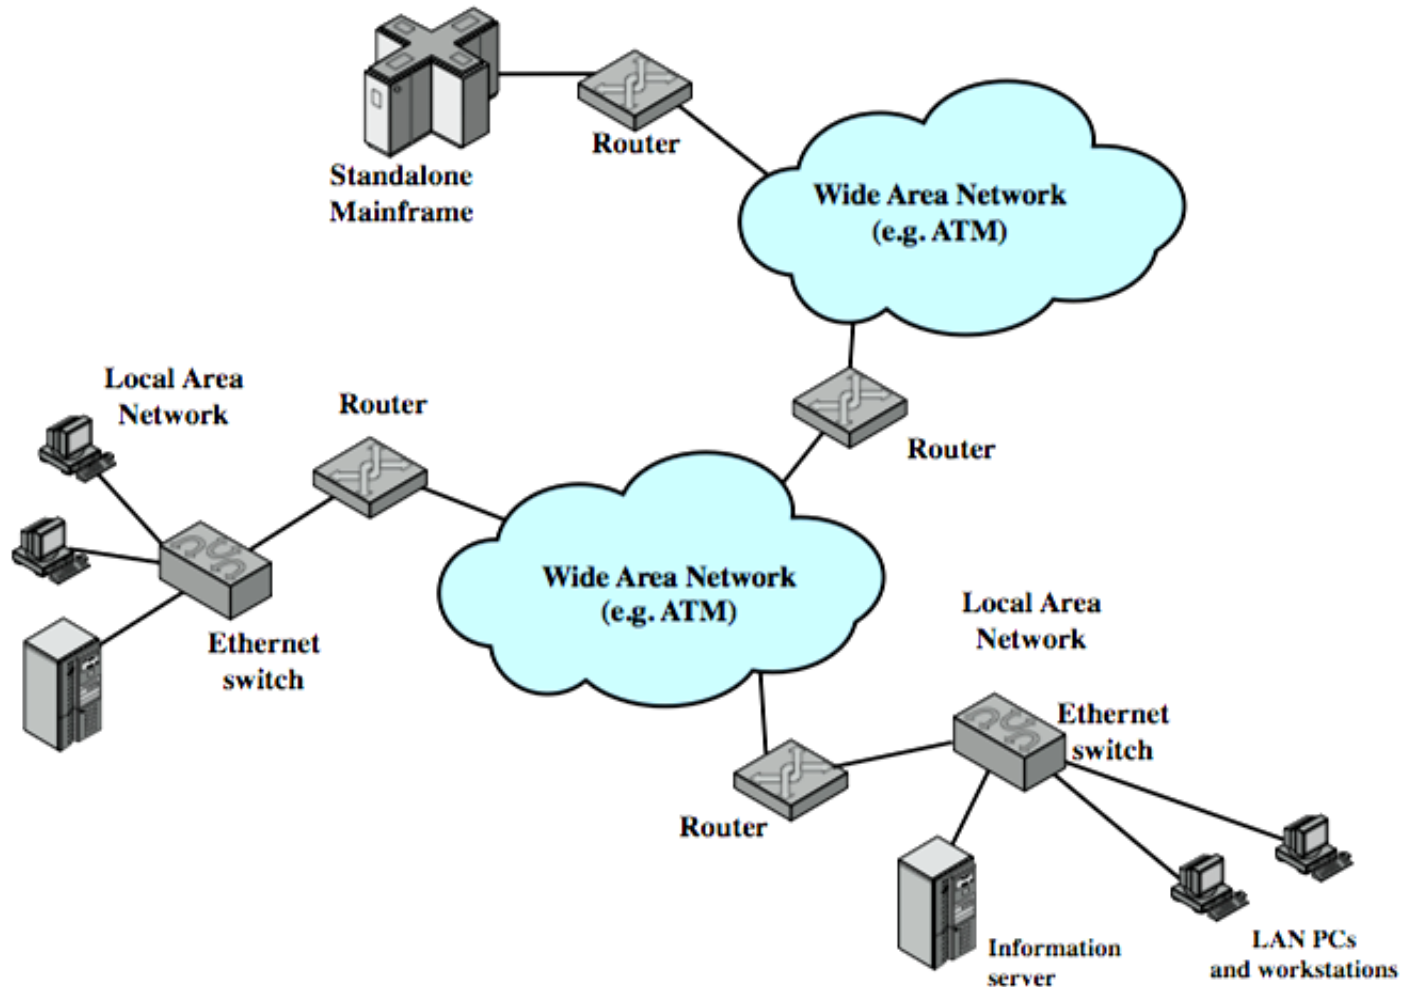 Router
Standalone
Mainframe
Wide Area Network
(e.g. ATM)
Local Area
Network
Router
Router
Wide Area Network
(e.g. ATM)
Ethernet
switch
Local Area
Network
Ethernet
switch
Router
Information
server
LAN PCs
and workstations